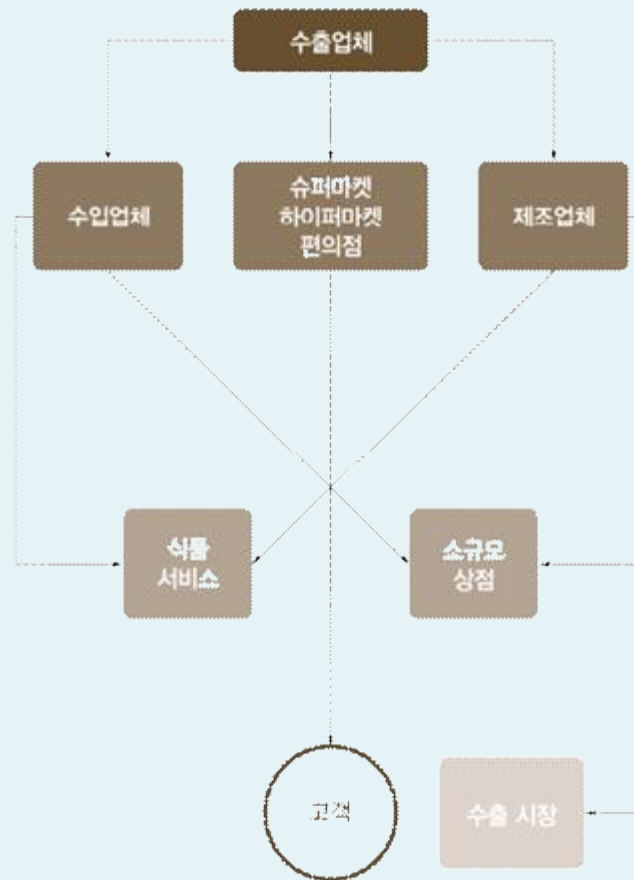 수출업체
수입업체
슈퍼마켓
하이퍼마켓
편의점
제조업체
식품
서비스
소규모
상점
고객
수출 시장